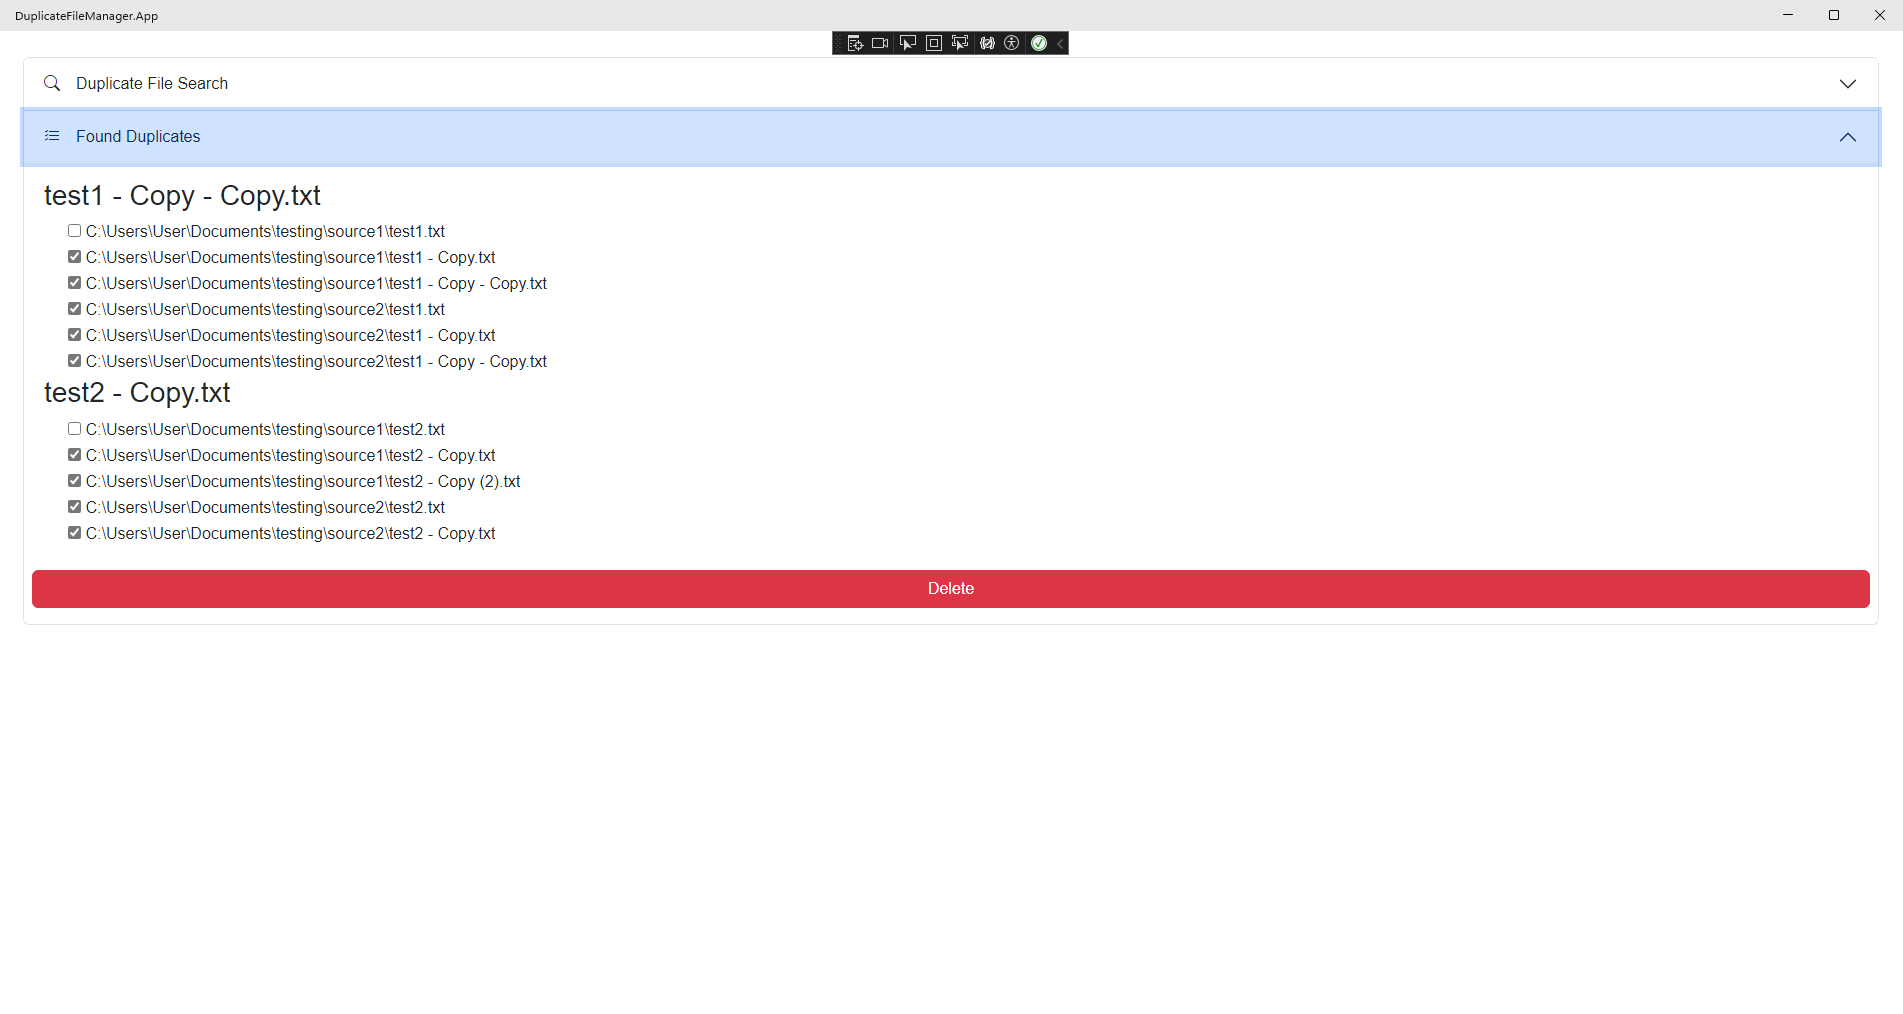 DuplicateFileManager.App
Duplicate File Search
Found Duplicates
test1 - Copy - Copy.txt
C:\Users\User\Documents\testing\source1\test1.txt
C:\Users\User\Documents\testing\source1\test1 - Copy.txt
C:\Users\User\Documents\testing\source1\test1 - Copy - Copy.txt
C:\Users\User\Documents\testing\source2\test1.txt
C:\Users\User\Documents\testing\source2\test1 - Copy.txt
C:\Users\User\Documents\testing\source2\test1 - Copy - Copy.txt
test2 - Copy.txt
C:\Users\User\Documents\testing\source1\test2.txt
C:\Users\User\Documents\testing\source1\test2 - Copy.txt
C:\Users\User\Documents\testing\source1\test2 - Copy (2).txt
C:\Users\User\Documents\testing\source2\test2.txt
C:\Users\User\Documents\testing\source2\test2 - Copy.txt
Delete